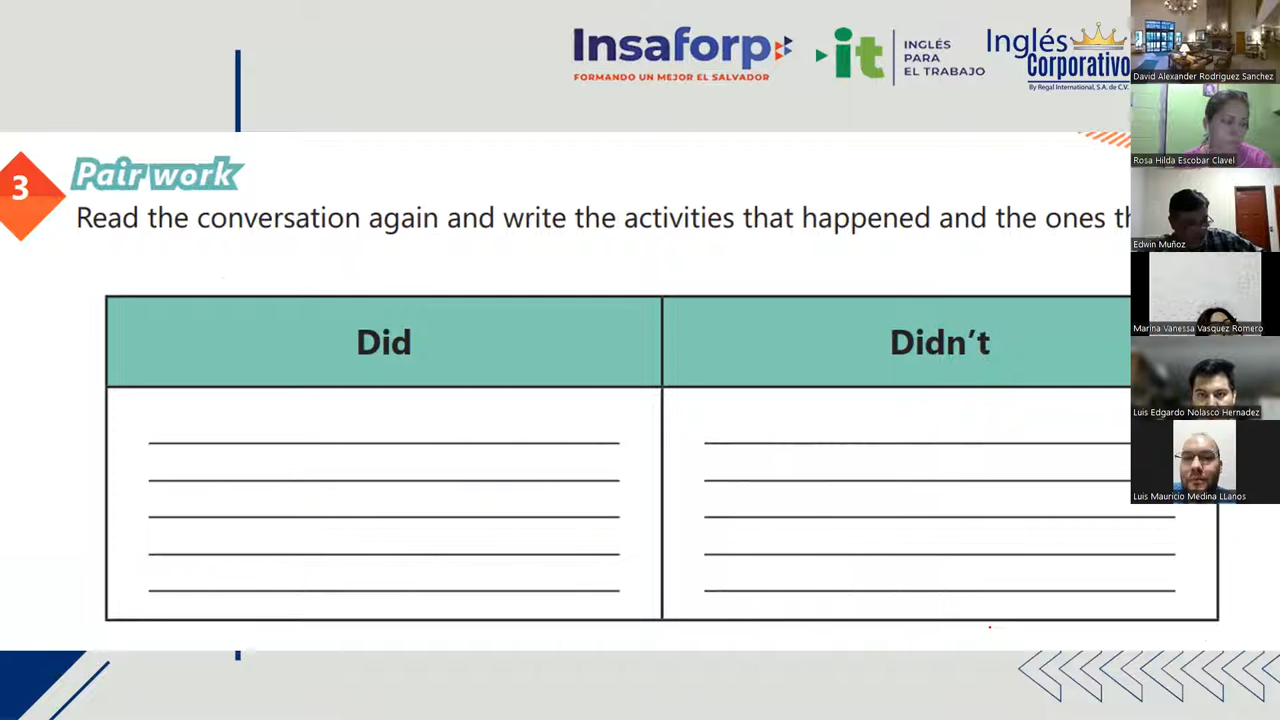 Insaforp
FORMANDO UN MEJOR EL SALVADOR
it
INGLÉS
PARA
EL TRABAJO
Inglés
Corporativo
By Regal International, S.A. de C.V.
David Alexander Rodriguez Sanchez
Rosa Hilda Escobar Clavel
Edwin Muñoz
Marina Vanessa Vasquez Romero
Luis Edgardo Nolasco Hernadez
Luis Mauricio Medina LLanos
3
Pair work
Read the conversation again and write the activities that happened and the ones th
Did
Didn't